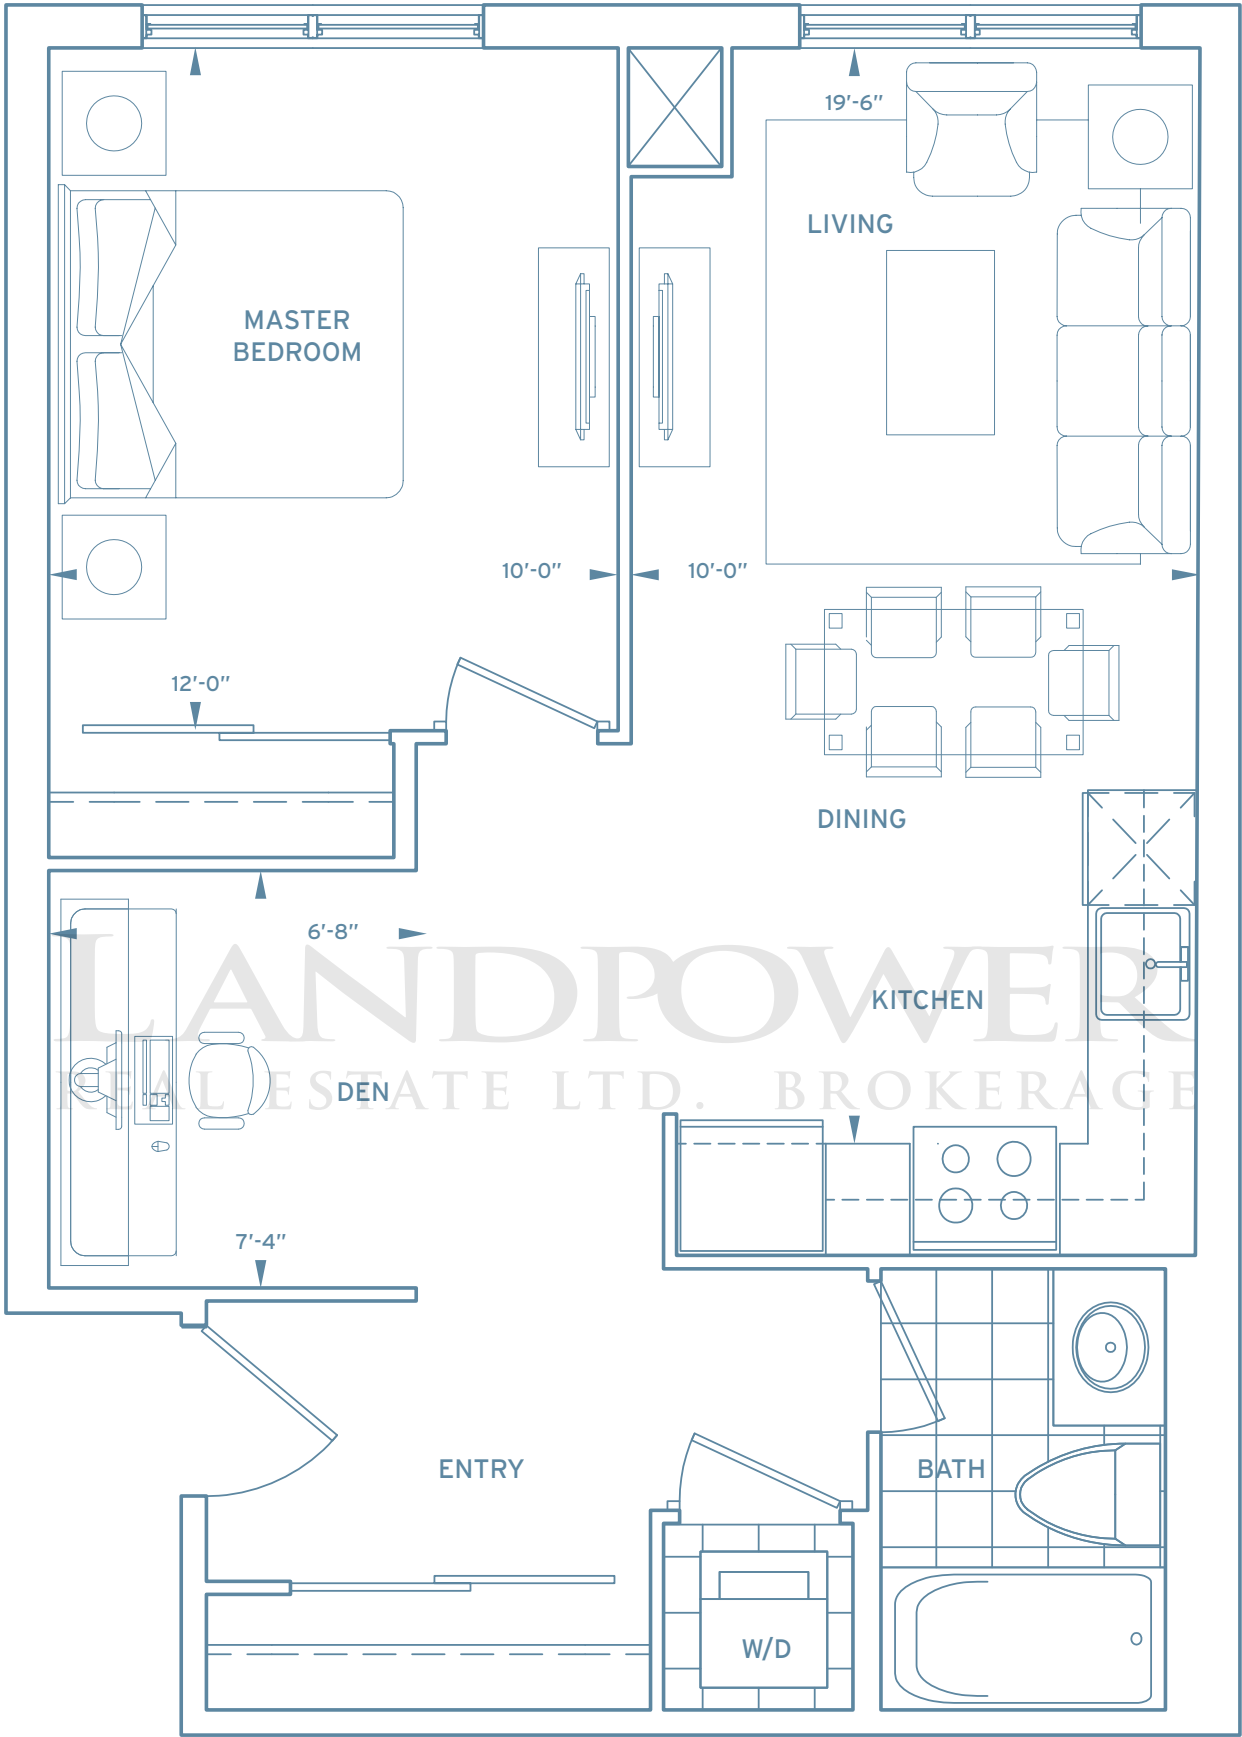 19'-6"
LIVING
MASTER
BEDROOM
10'-0"
10'-0"
12'-0"
DINING
6'-8"
LANDPOWER
KITCHEN
REAL ESTATE LTD. BROKERAGE
DEN
7'-4"
ENTRY
BATH
W/D